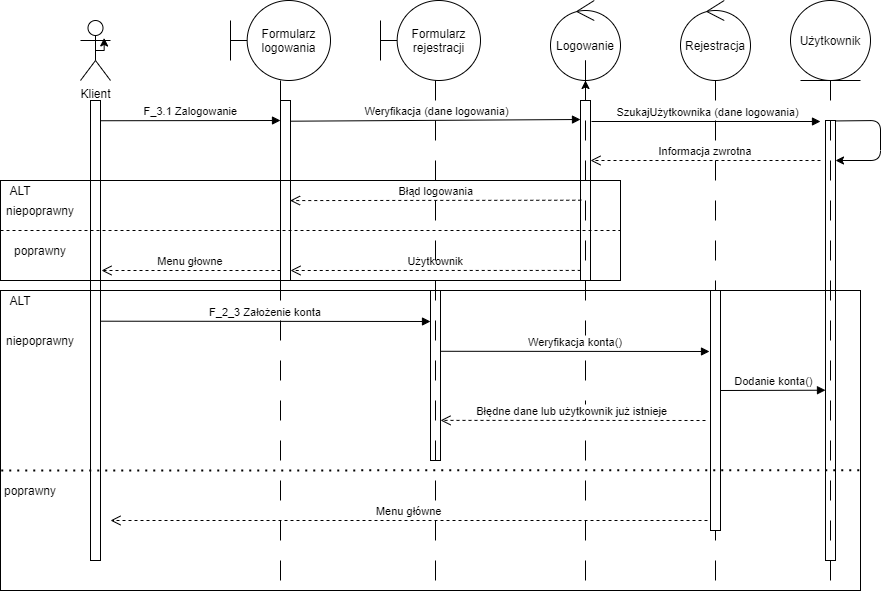 Formularz
logowania
Formularz
rejestracji
Logowanie
Rejestracja
Użytkownik
Klient
F_3.1 Zalogowanie
Weryfikacja (dane logowania)
SzukajUżytkownika (dane logowania)
Informacja zwrotna
ALT
niepoprawny
Błąd logowania
poprawny
Menu głowne
Użytkownik
ALT
F_2_3 Założenie konta
niepoprawny
Weryfikacja konta()
Dodanie konta()
Błędne dane lub użytkownik już istnieje
poprawny
Menu główne